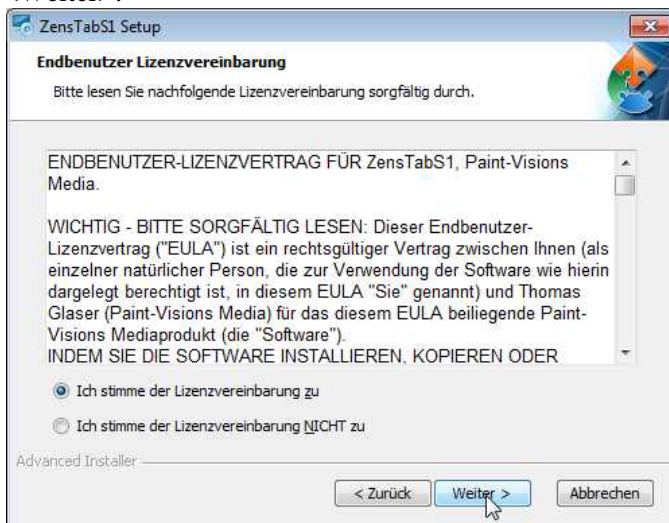 ZensTabS1 Setup
Endbenutzer Lizenzvereinbarung
Bitte lesen Sie nachfolgende Lizenzvereinbarung sorgfältig durch.
ENDBENUTZER-LIZENZVERTRAG FÜR ZensTabS1, Paint-Visions
Media.
WICHTIG - BITTE SORGFÄLTIG LESEN: Dieser Endbenutzer-
Lizenzvertrag ("EULA") ist ein rechtsgültiger Vertrag zwischen Ihnen (als
einzelner natürlicher Person, die zur Verwendung der Software wie hierin
dargelegt berechtigt ist, in diesem EULA "Sie" genannt) und Thomas
Glaser (Paint-Visions Media) für das diesem EULA beiliegende Paint-
Visions Mediaprodukt (die "Software").
INDEM SIE DIE SOFTWARE INSTALLIEREN, KOPIEREN ODER
Ich stimme der Lizenzvereinbarung zu
Ich stimme der Lizenzvereinbarung NICHT zu
Advanced Installer
< Zurück Weiter > Abbrechen